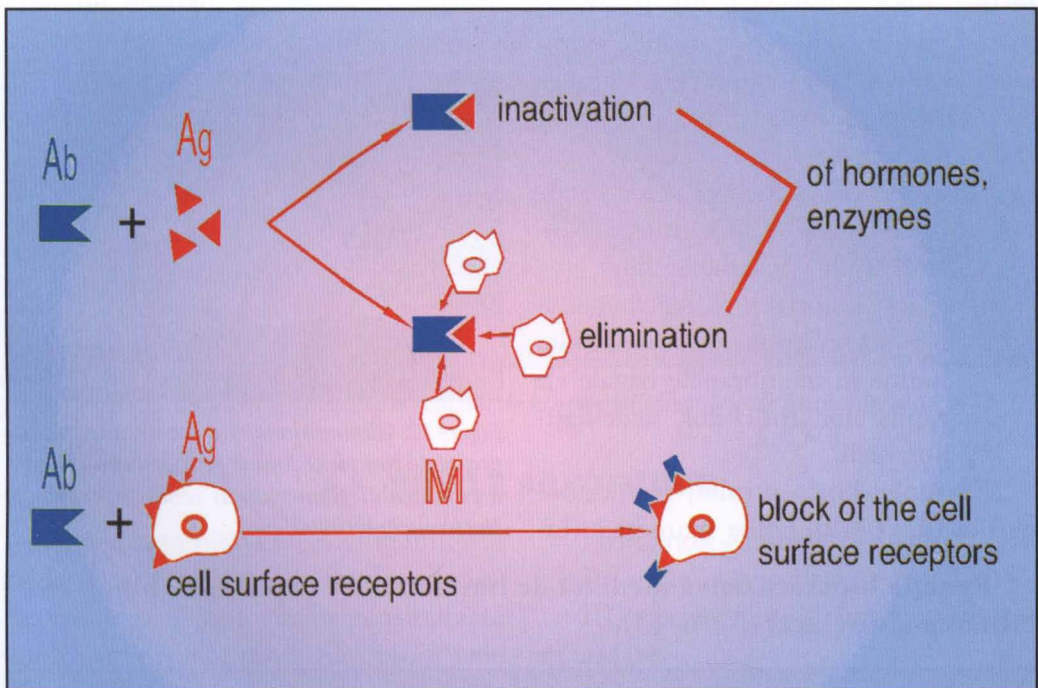 Ab
Ag
+
inactivation
of hormones,
enzymes
elimination
M
Ab
Ag
+
cell surface receptors
block of the cell
surface receptors